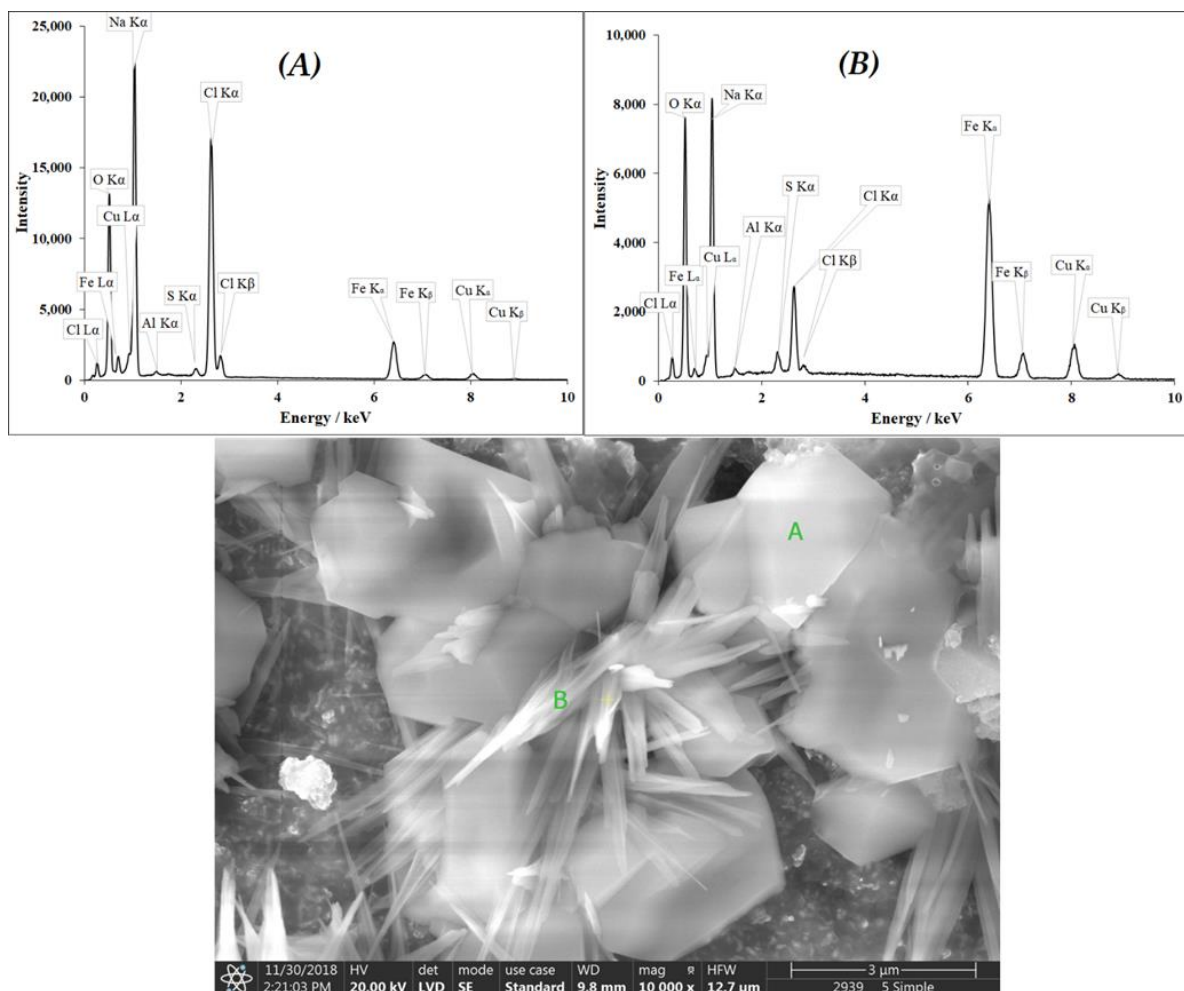 (A)
Intensity
25,000
20,000
15,000
10,000
5,000
0
0 2 4 6 8 10
Energy / keV
Na Kα
Cl Kα
O Kα
Cu Lα
Fe Lα
Cl Lα
Al Kα
S Kα
Cl Kβ
Fe Kα
Fe Kβ
Cu Kα
Cu Kβ
(B)
Intensity
10,000
8,000
6,000
4,000
2,000
0
0 2 4 6 8 10
Energy / keV
O Kα
Na Kα
Fe Kα
S Kα
Cl Kα
Al Kα
Cu Lα
Cl Kβ
Fe Lα
Cl Lα
Fe Kβ
Cu Kα
Cu Kβ
A
B
11/30/2018 HV det mode use case WD mag HFW 3 μm
2:21:03 PM 20.00 kV LVD SE Standard 9.8 mm 10 000 x 12.7 μm 2939_5 Simple